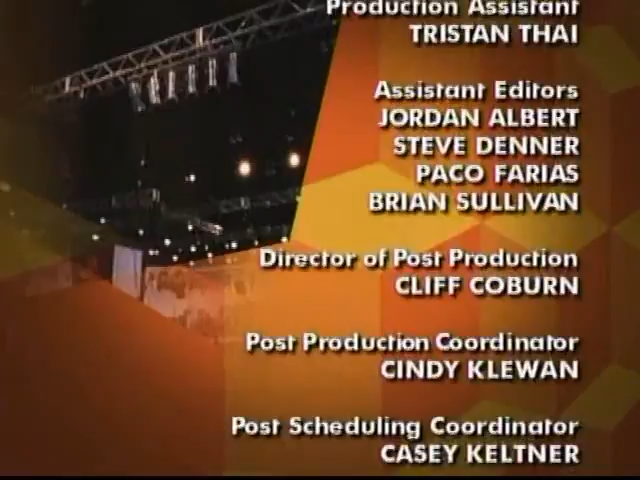 Production Assistant
TRISTAN THAI
Assistant Editors
JORDAN ALBERT
STEVE DENNER
PACO FARIAS
BRIAN SULLIVAN
Director of Post Production
CLIFF COBURN
Post Production Coordinator
CINDY KLEWAN
Post Scheduling Coordinator
CASEY KELTNER